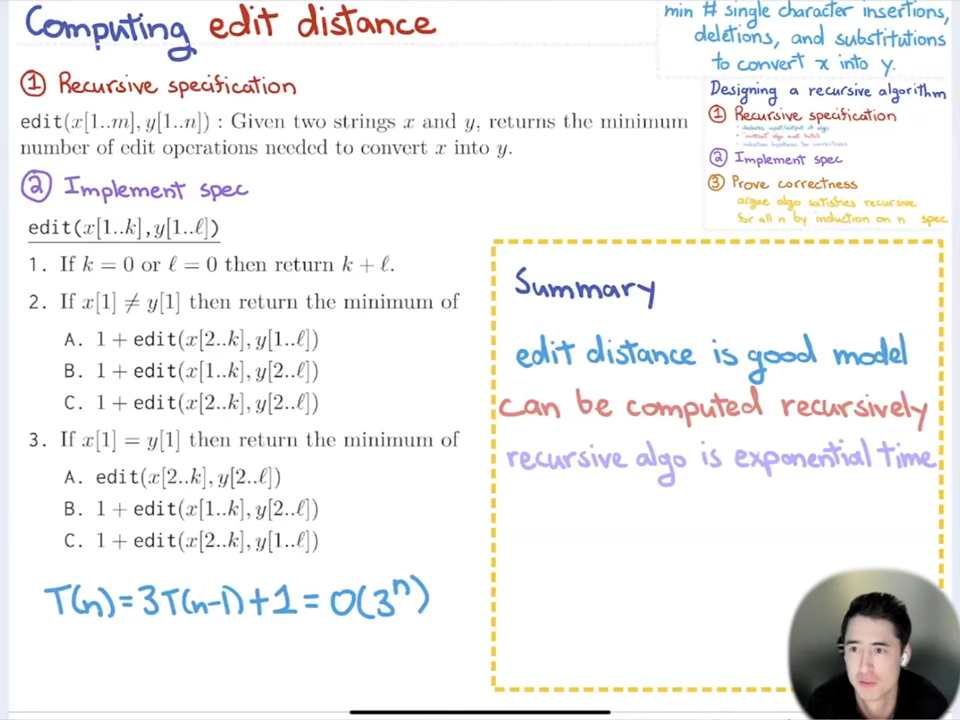 Computing edit distance
min # single character insertions,
deletions, and substitutions
to convert x into y.
① Recursive specification
edit(x[1..m], y[1..n]) : Given two strings x and y, returns the minimum
number of edit operations needed to convert x into y.
② Implement spec
edit(x[1..k],y[1..ℓ])
1. If k = 0 or ℓ = 0 then return k + ℓ.
2. If x[1] ≠ y[1] then return the minimum of
A. 1 + edit(x[2..k], y[1..ℓ])
B. 1 + edit(x[1..k], y[2..ℓ])
C. 1 + edit(x[2..k], y[2..ℓ])
3. If x[1] = y[1] then return the minimum of
A. edit(x[2..k], y[2..ℓ])
B. 1 + edit(x[1..k], y[2..ℓ])
C. 1 + edit(x[2..k], y[1..ℓ])
T(n) = 3T(n-1) + 1 = O(3ⁿ)
Designing a recursive algorithm
① Recursive specification
② Implement spec
③ Prove correctness
argue algo satisfies recursive
for all n by induction on n spec
Summary
edit distance is good model
can be computed recursively
recursive algo is exponential time